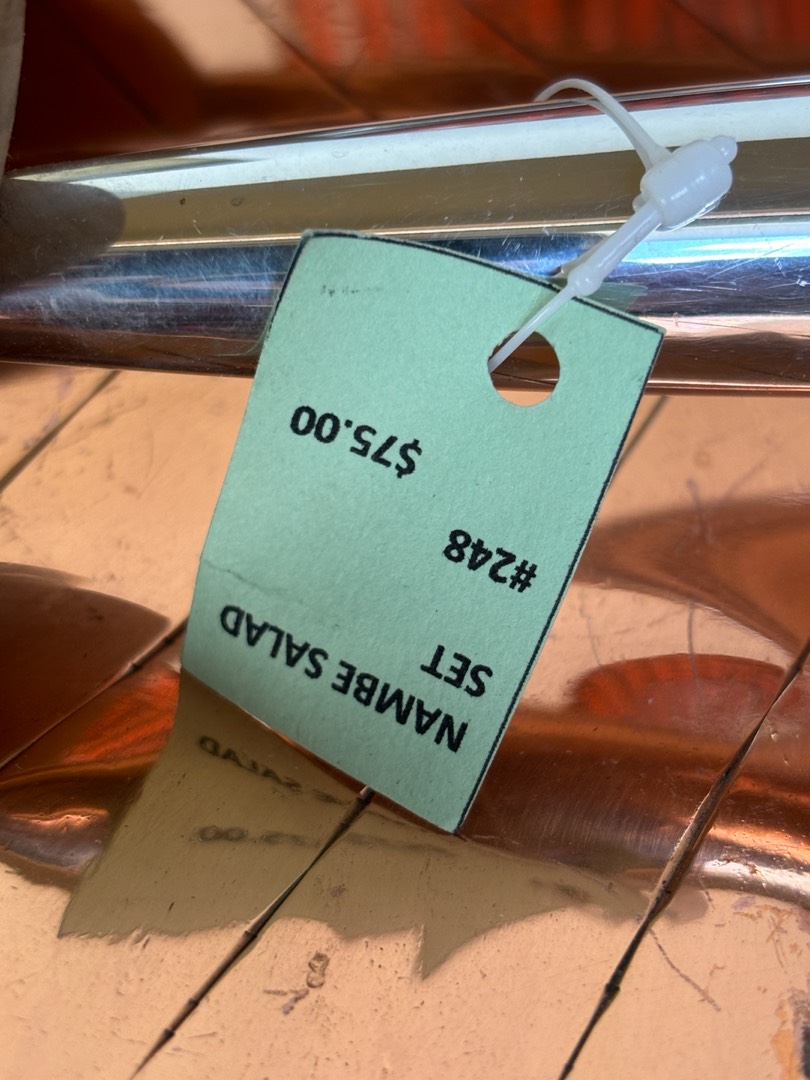 NAMBE SALAD
SET
#248
$75.00